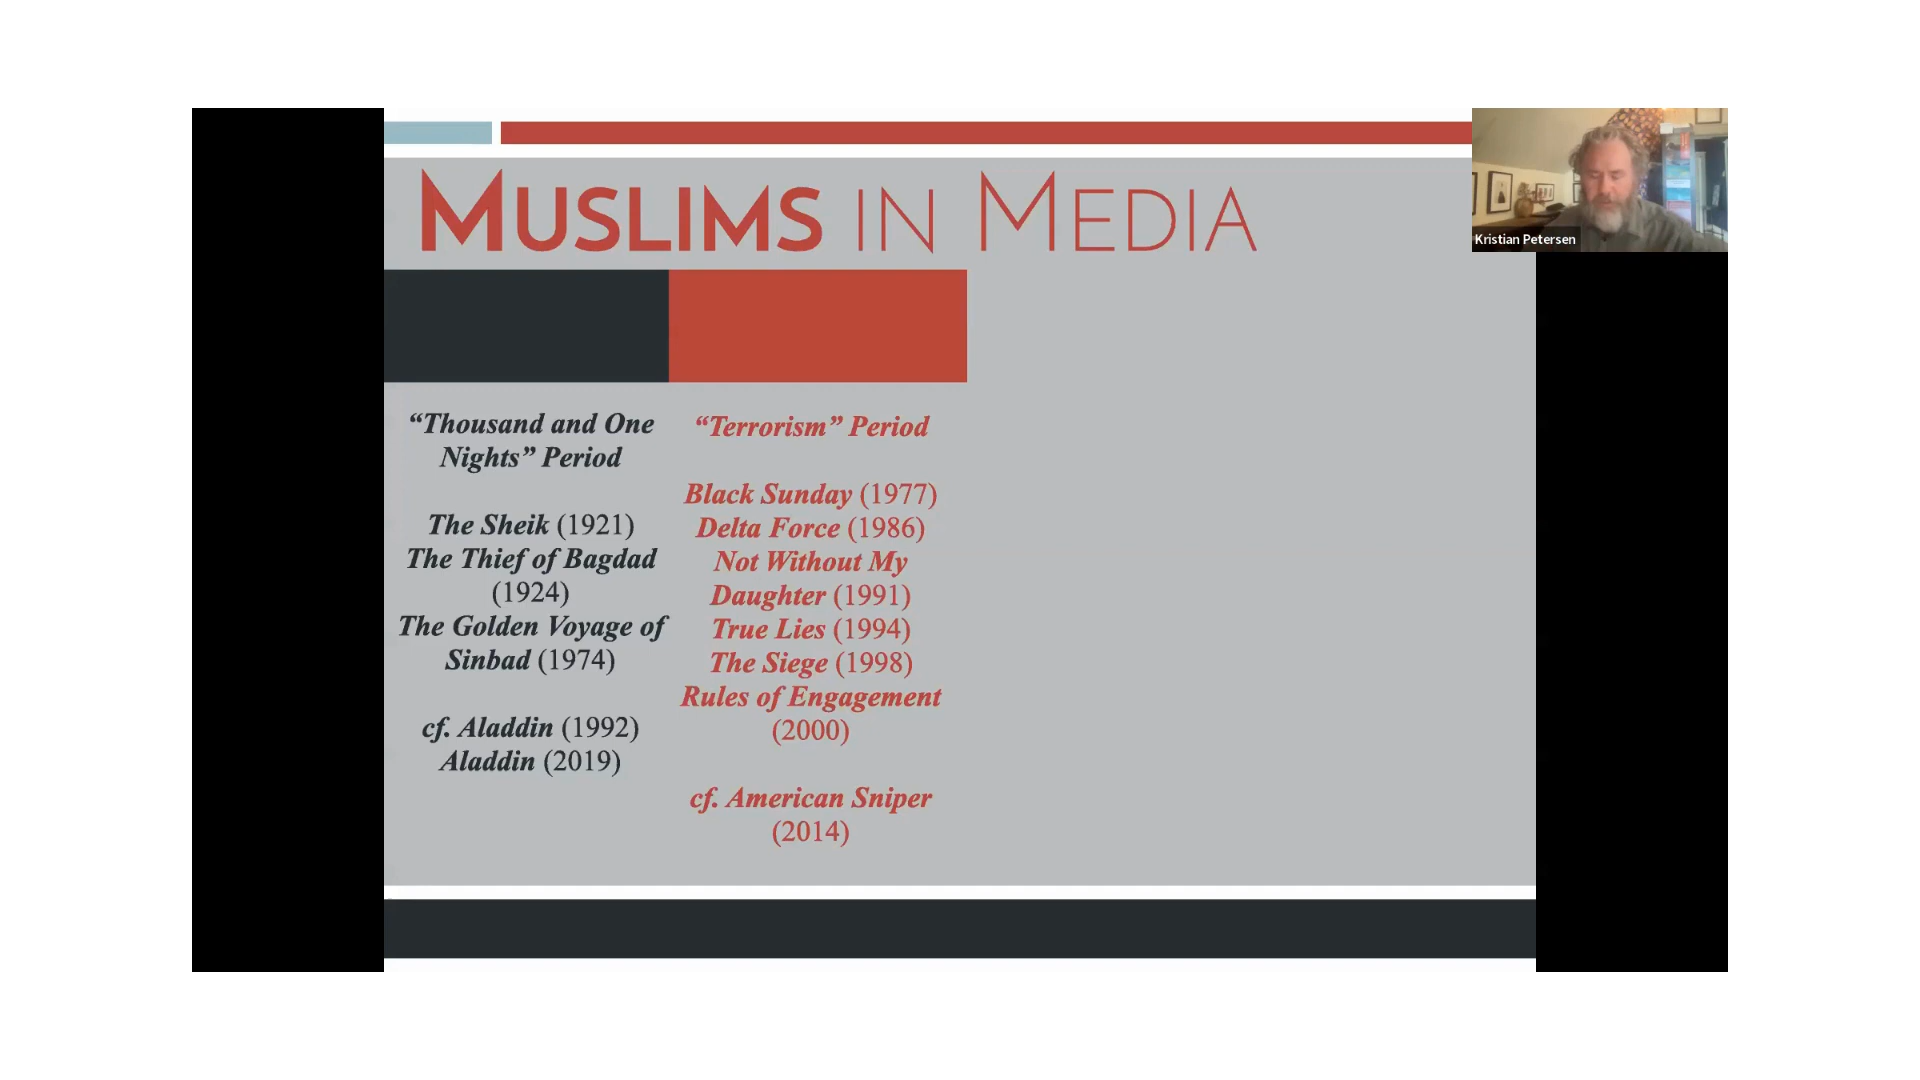 MUSLIMS IN MEDIA
Kristian Petersen
“Thousand and One
Nights” Period
The Sheik (1921)
The Thief of Bagdad
(1924)
The Golden Voyage of
Sinbad (1974)
cf. Aladdin (1992)
Aladdin (2019)
“Terrorism” Period
Black Sunday (1977)
Delta Force (1986)
Not Without My
Daughter (1991)
True Lies (1994)
The Siege (1998)
Rules of Engagement
(2000)
cf. American Sniper
(2014)